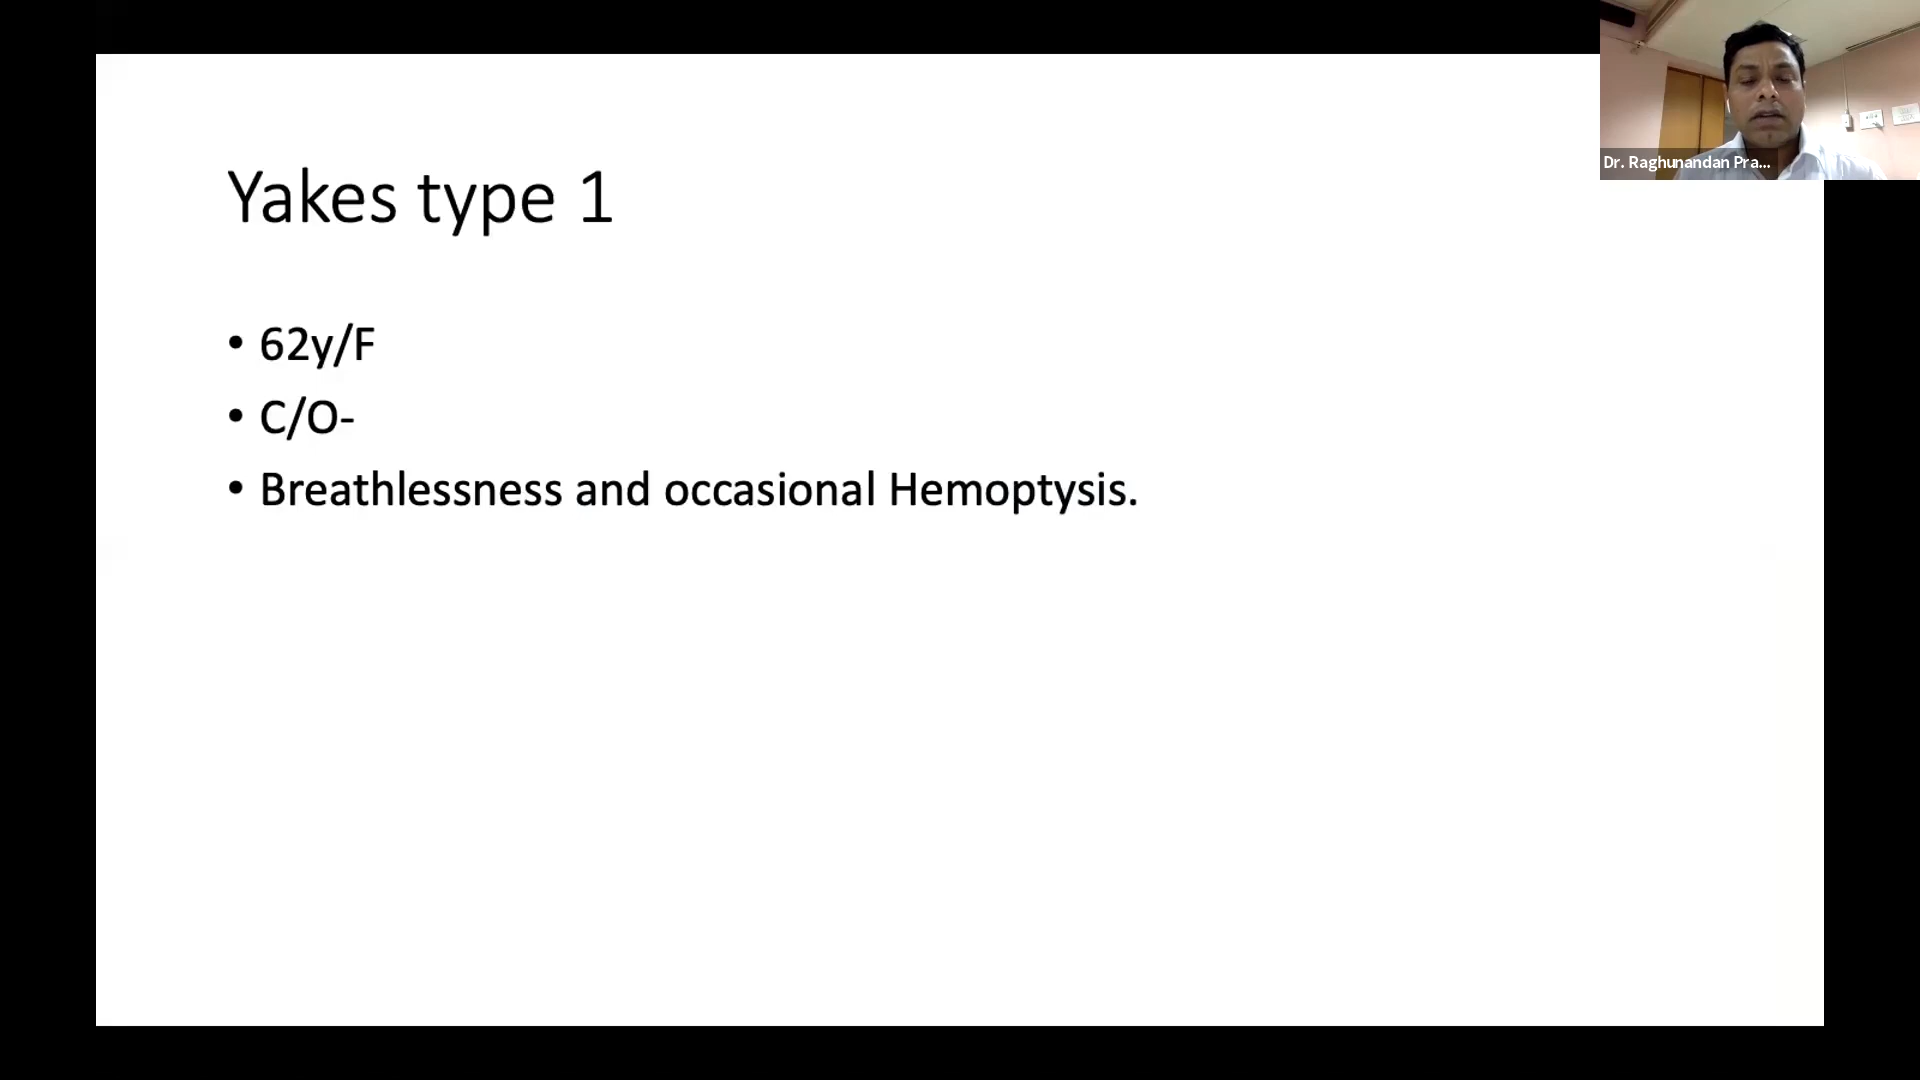 Yakes type 1
• 62y/F
• C/O-
• Breathlessness and occasional Hemoptysis.
Dr. Raghunandan Pra...